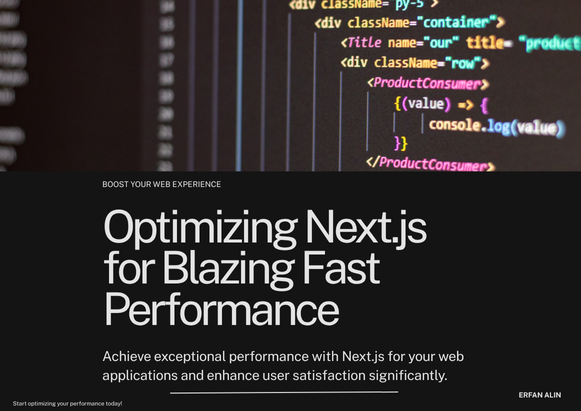 <div className= py-5 >
<div className="container">
<Title name="our" title= "product
<div className="row">
<ProductConsumer>
{(value) => {
console.log(value)
}}
</ProductConsumer>
BOOST YOUR WEB EXPERIENCE
Optimizing Next.js
for Blazing Fast
Performance
Achieve exceptional performance with Next.js for your web
applications and enhance user satisfaction significantly.
ERFAN ALIN
Start optimizing your performance today!